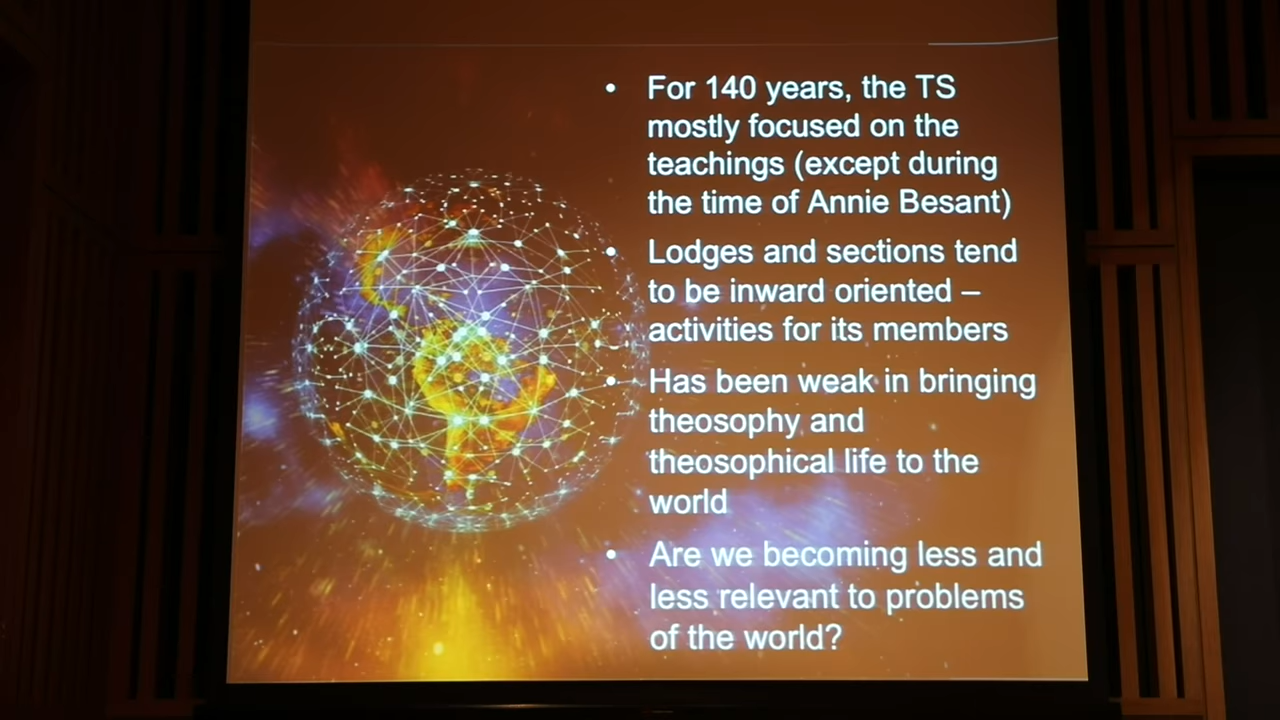 • For 140 years, the TS
mostly focused on the
teachings (except during
the time of Annie Besant)
• Lodges and sections tend
to be inward oriented –
activities for its members
• Has been weak in bringing
theosophy and
theosophical life to the
world
• Are we becoming less and
less relevant to problems
of the world?